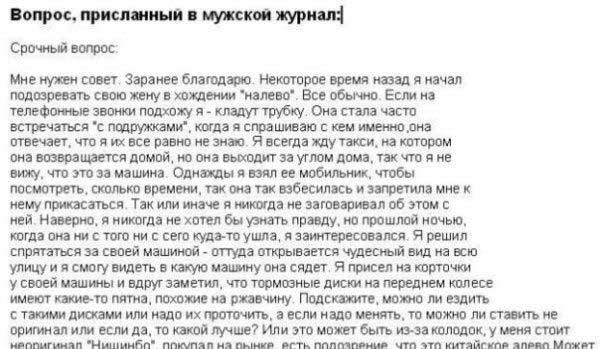 Вопрос, присланный в мужской журнал:
Срочный вопрос:
Мне нужен совет. Заранее благодарю. Некоторое время назад я начал
подозревать свою жену в хождении "налево". Все обычно. Если на
телефонные звонки подхожу я - кладут трубку. Она стала часто
встречаться "с подружками", когда я спрашиваю с кем именно ,она
отвечает, что я их все равно не знаю. Я всегда жду такси, на котором
она возвращается домой, но она выходит за углом дома, так что я не
вижу, что это за машина. Однажды я взял ее мобильник, чтобы
посмотреть, сколько времени, так она так взбесилась и запретила мне к
нему прикасаться. Так или иначе я никогда не заговаривал об этом с
ней. Наверно, я никогда не хотел бы узнать правду, но прошлой ночью,
когда она ни с того ни с сего куда-то ушла, я заинтересовался. Я решил
спрятаться за своей машиной - оттуда открывается чудесный вид на всю
улицу и я смогу видеть в какую машину она сядет. Я присел на корточки
у своей машины и вдруг заметил, что тормозные диски на переднем колесе
имеют какие-то пятна, похожие на ржавчину. Подскажите, можно ли ездить
с такими дисками или надо их проточить, а если надо менять, то можно ли ставить не
оригинал или если да, то какой лучше? Или это может быть из-за колодок, у меня стоит
неоригинал "Нишинбо", покупал на рынке, есть подозрение, что это китайское алево.Может